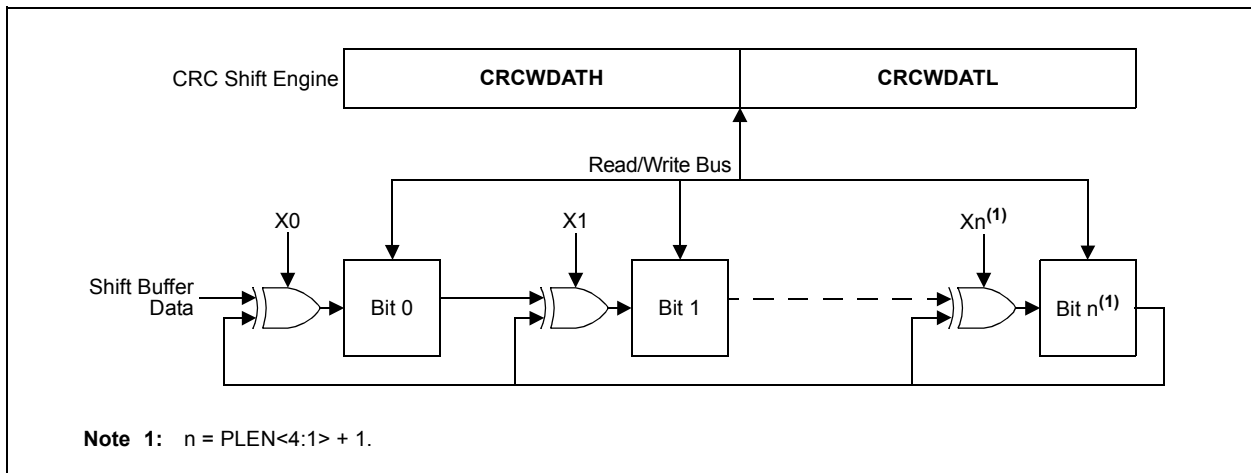 CRC Shift Engine
CRCWDATH
CRCWDATL
Read/Write Bus
X0
X1
Xn(1)
Shift Buffer
Data
Bit 0
Bit 1
Bit n(1)
Note 1: n = PLEN<4:1> + 1.